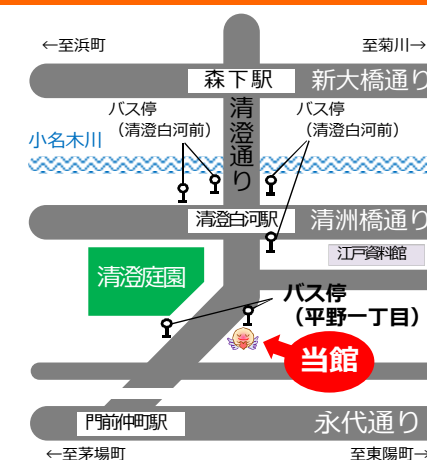 ←至浜町
至菊川→
森下駅
新大橋通り
バス停
（清澄白河前）
清澄通り
バス停
（清澄白河前）
小名木川
清澄白河駅
清洲橋通り
江戸資料館
清澄庭園
バス停
（平野一丁目）
当館
門前仲町駅
永代通り
←至茅場町
至東陽町→